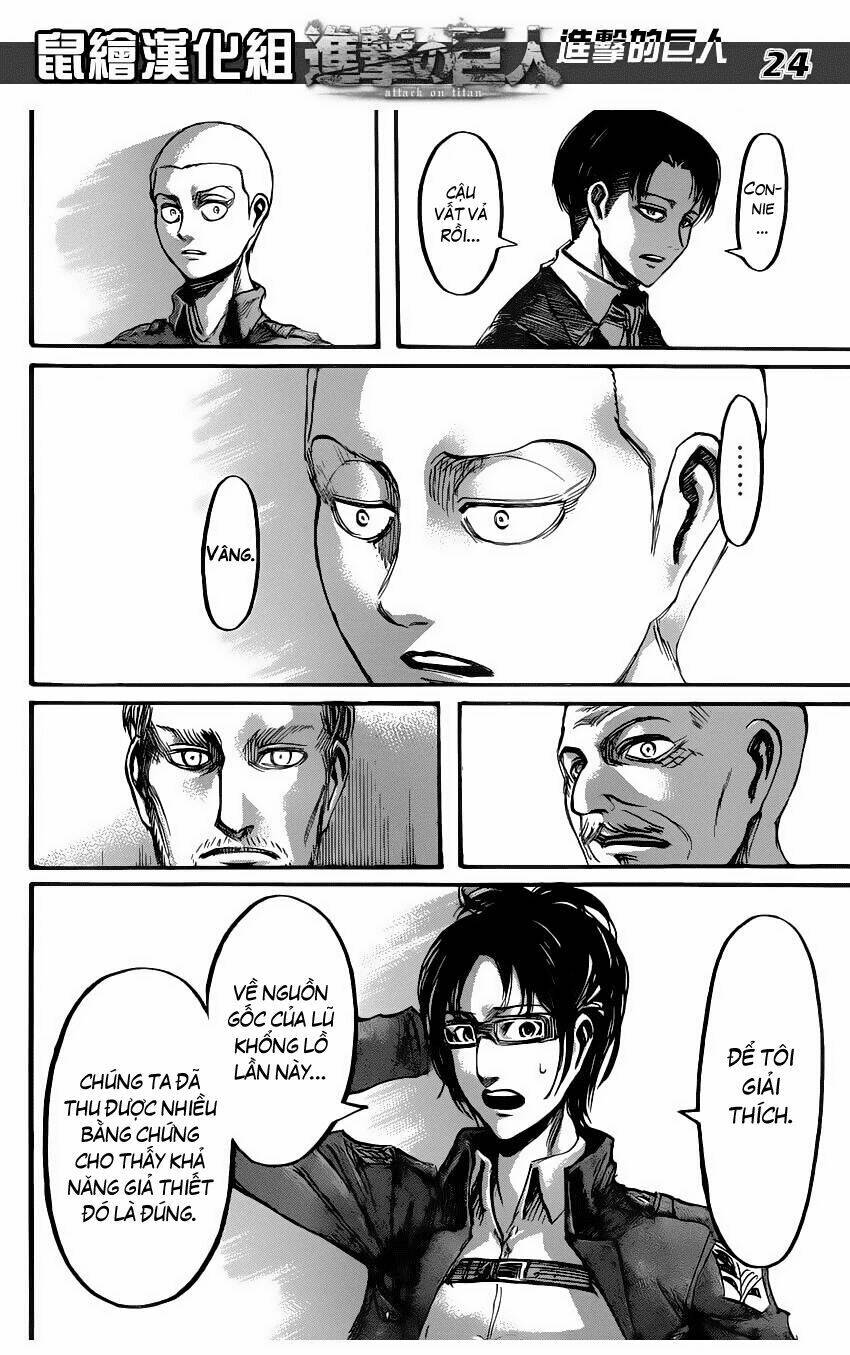 鼠繪漢化組
進撃の巨人
attack on titan
進擊的巨人
24
CON-
NIE
...
CẬU
VẤT VẢ
RỒI...
........
VÂNG.
ĐỂ TÔI
GIẢI
THÍCH.
VỀ NGUỒN
GỐC CỦA LŨ
KHỔNG LỒ
LẦN NÀY...
CHÚNG TA ĐÃ
THU ĐƯỢC NHIỀU
BẰNG CHỨNG
CHO THẤY KHẢ
NĂNG GIẢ THIẾT
ĐÓ LÀ ĐÚNG.